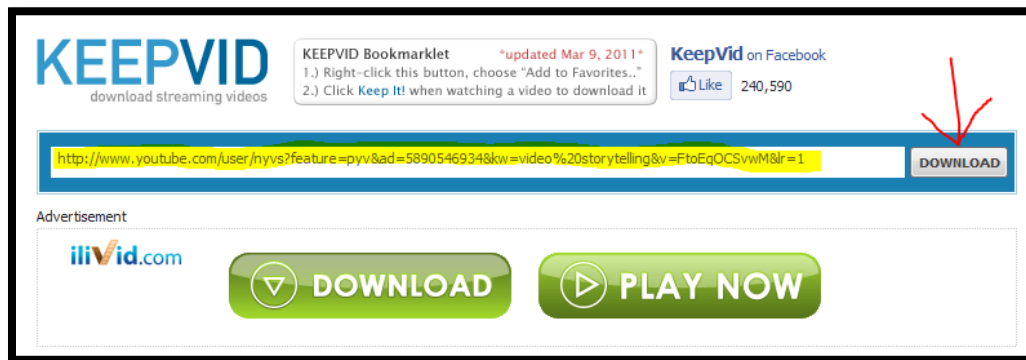 KEEPVID
download streaming videos
KEEPVID Bookmarklet *updated Mar 9, 2011*
1.) Right-click this button, choose "Add to Favorites.."
2.) Click Keep It! when watching a video to download it
KeepVid on Facebook
Like 240,590
http://www.youtube.com/user/nyvs?feature=pyv&ad=5890546934&kw=video%20storytelling&v=FtoEqOCSvwM&lr=1
DOWNLOAD
Advertisement
iliVid.com
DOWNLOAD
PLAY NOW